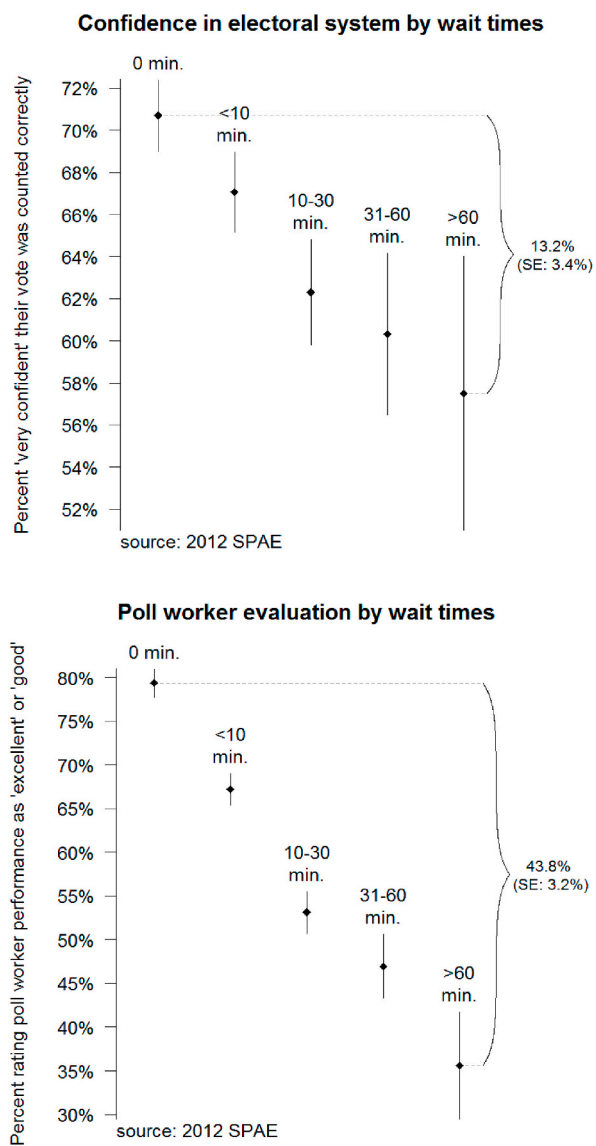 Confidence in electoral system by wait times
Percent 'very confident' their vote was counted correctly
72%
70%
68%
66%
64%
62%
60%
58%
56%
54%
52%
0 min.
<10
min.
10-30
min.
31-60
min.
>60
min.
13.2%
(SE: 3.4%)
source: 2012 SPAE
Poll worker evaluation by wait times
Percent rating poll worker performance as 'excellent' or 'good'
80%
75%
70%
65%
60%
55%
50%
45%
40%
35%
30%
0 min.
<10
min.
10-30
min.
31-60
min.
>60
min.
43.8%
(SE: 3.2%)
source: 2012 SPAE